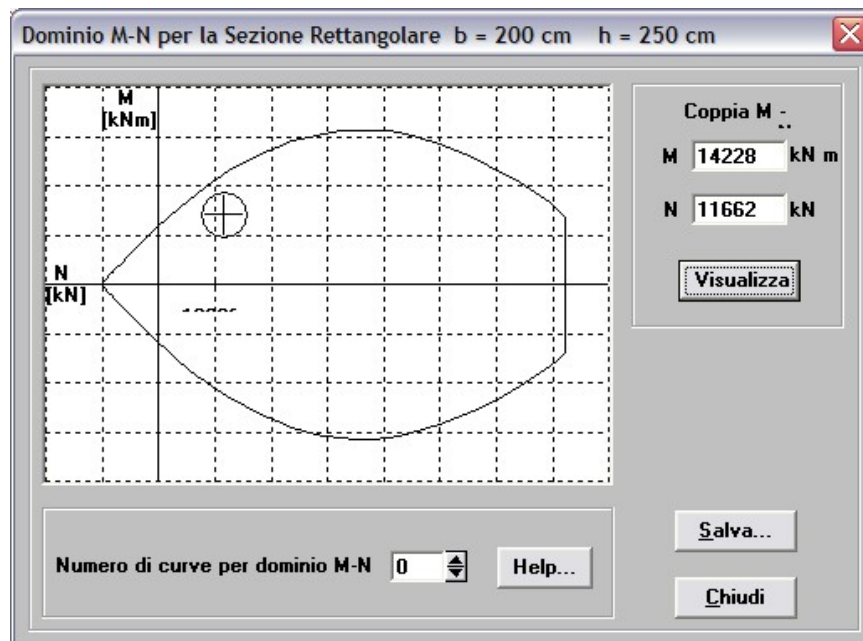 Dominio M-N per la Sezione Rettangolare b = 200 cm h = 250 cm
M
[kNm]
N
[kN]
Coppia M -
M 14228 kN m
N 11662 kN
Visualizza
Numero di curve per dominio M-N 0 Help...
Salva...
Chiudi